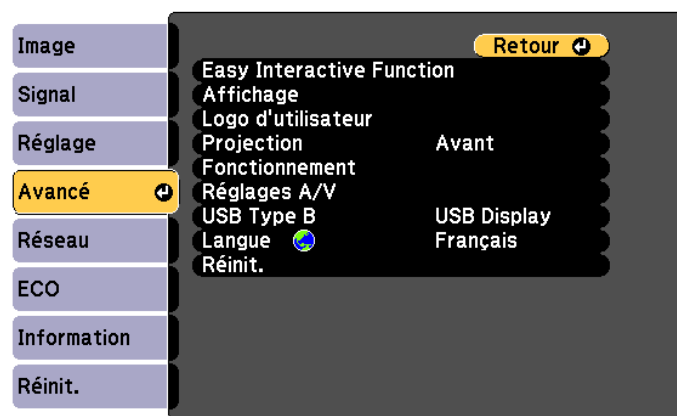 Image
Signal
Réglage
Avancé
Réseau
ECO
Information
Réinit.
Retour
Easy Interactive Function
Affichage
Logo d'utilisateur
Projection Avant
Fonctionnement
Réglages A/V
USB Type B USB Display
Langue Français
Réinit.